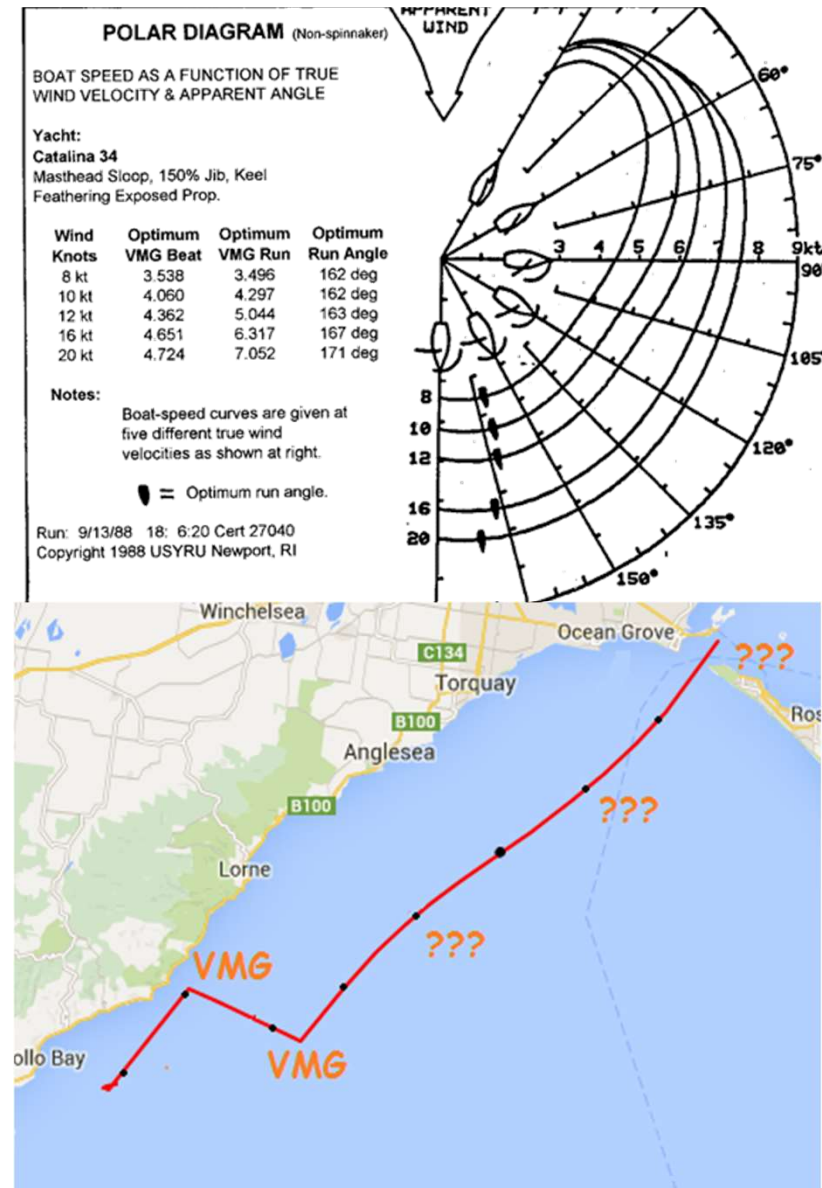 POLAR DIAGRAM (Non-spinnaker)
BOAT SPEED AS A FUNCTION OF TRUE
WIND VELOCITY & APPARENT ANGLE
Yacht:
Catalina 34
Masthead Sloop, 150% Jib, Keel
Feathering Exposed Prop.
Wind Optimum Optimum Optimum
Knots VMG Beat VMG Run Run Angle
8 kt 3.538 3.496 162 deg
10 kt 4.060 4.297 162 deg
12 kt 4.362 5.044 163 deg
16 kt 4.651 6.317 167 deg
20 kt 4.724 7.052 171 deg
Notes:
Boat-speed curves are given at
five different true wind
velocities as shown at right.
= Optimum run angle.
Run: 9/13/88 18: 6:20 Cert 27040
Copyright 1988 USYRU Newport, RI
APPARENT
WIND
60°
75°
3 4 5 6 7 8 9kt
90
105
120°
135°
150°
8
10
12
16
20
Winchelsea
Ocean Grove
C134
???
Torquay
Ros
B100
Anglesea
B100
???
Lorne
???
VMG
ollo Bay
VMG